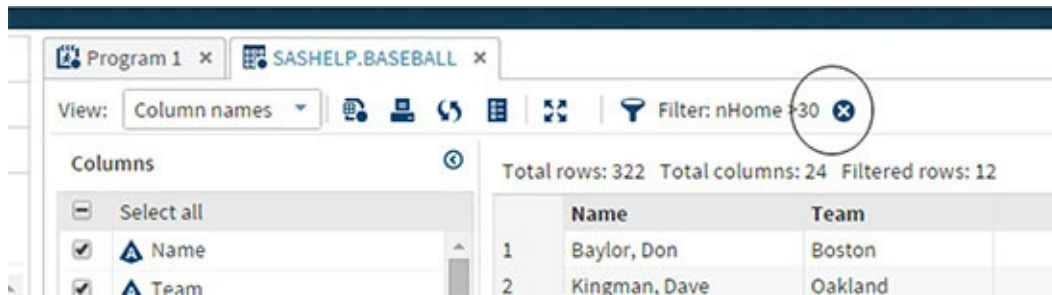 Program 1 × SASHELP.BASEBALL ×
View: Column names Filter: nHome >30
Columns
Total rows: 322 Total columns: 24 Filtered rows: 12
Select all
Name Team
Name
1 Baylor, Don Boston
Team
2 Kingman, Dave Oakland